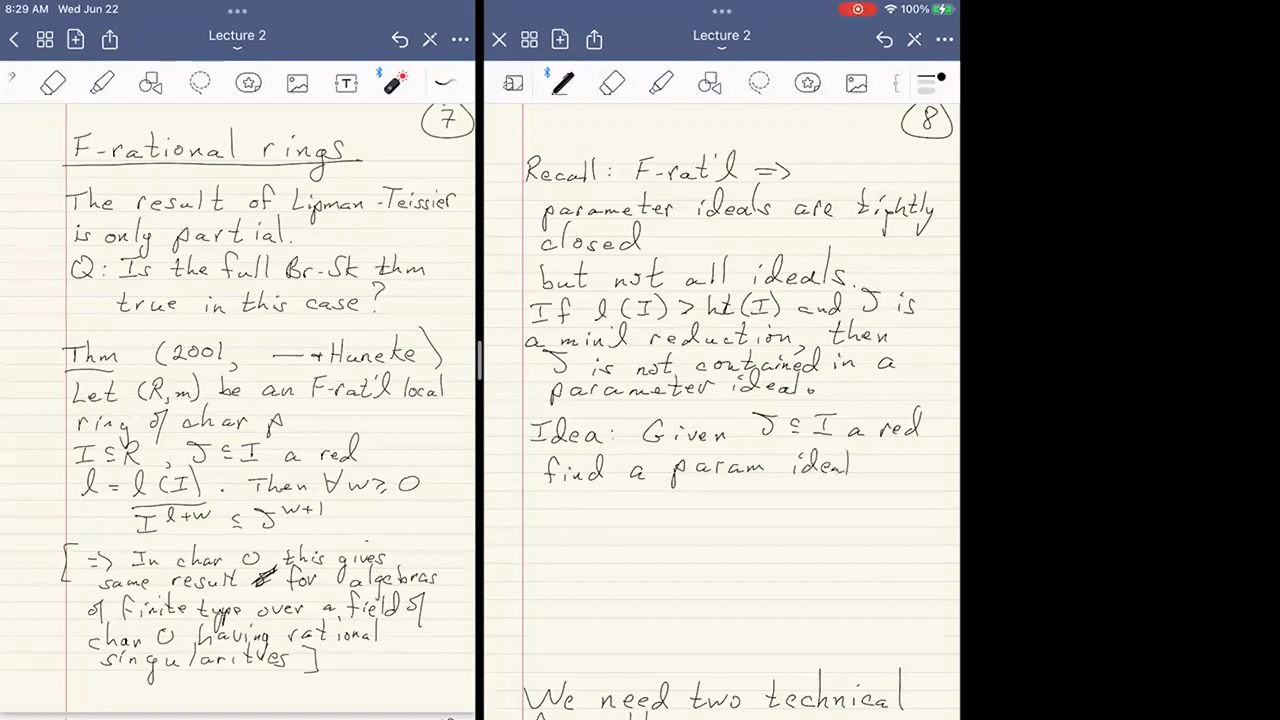 8:29 AM Wed Jun 22
100%
Lecture 2
Lecture 2
7
F-rational rings
The result of Lipman-Teissier
is only partial.
Q: Is the full Br-Sk thm
true in this case?
Thm (2001, — + Huneke)
Let (R,m) be an F-rat'l local
ring of char p
I ⊆ R, J ⊆ I a red
l = l(I). Then ∀ w ≥ 0
\overline{I^{l+w}} ⊆ J^{w+1}
[⇒ In char 0 this gives
same result for algebras
of finite type over a field of
char 0, having rational
singularities]
8
Recall: F-rat'l ⇒
parameter ideals are tightly
closed
but not all ideals.
If l(I) > ht(I) and J is
a min'l reduction, then
J is not contained in a
parameter ideal.
Idea: Given J ⊆ I a red
find a param ideal
We need two technical